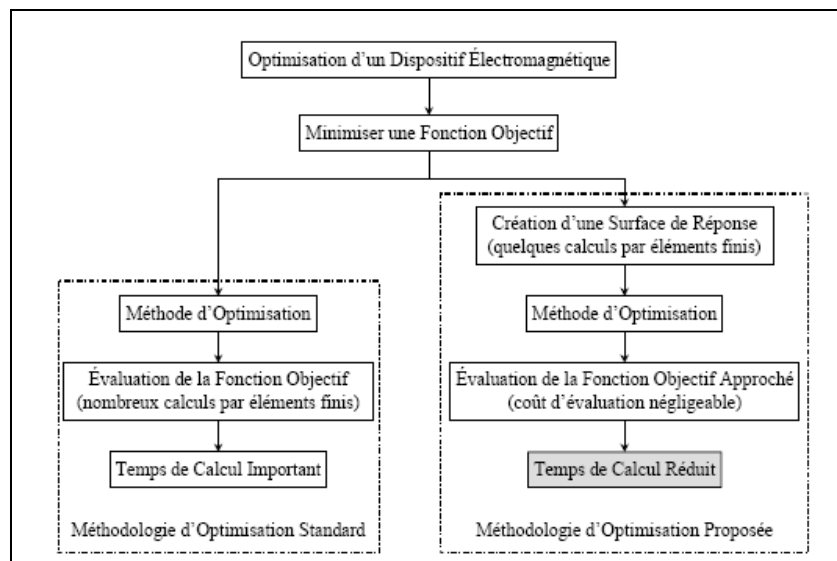 Optimisation d'un Dispositif Électromagnétique
Minimiser une Fonction Objectif
Méthode d'Optimisation
Évaluation de la Fonction Objectif
(nombreux calculs par éléments finis)
Temps de Calcul Important
Méthodologie d'Optimisation Standard
Création d'une Surface de Réponse
(quelques calculs par éléments finis)
Méthode d'Optimisation
Évaluation de la Fonction Objectif Approché
(coût d'évaluation négligeable)
Temps de Calcul Réduit
Méthodologie d'Optimisation Proposée